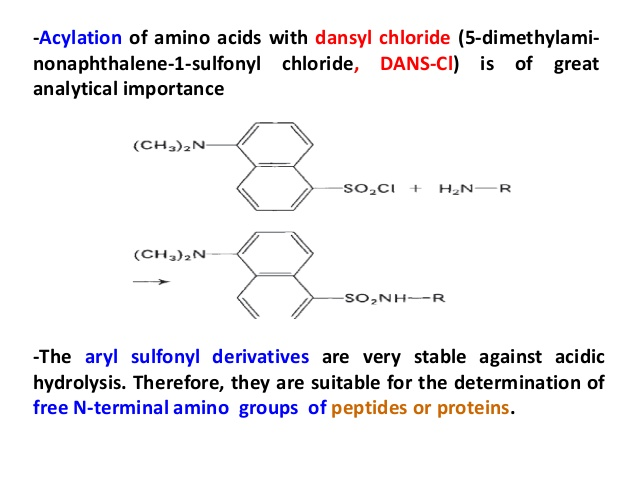 -Acylation of amino acids with dansyl chloride (5-dimethylami-
nonaphthalene-1-sulfonyl chloride, DANS-Cl) is of great
analytical importance
(CH₃)₂N
SO₂Cl + H₂N—R
(CH₃)₂N
→
SO₂NH—R
-The aryl sulfonyl derivatives are very stable against acidic
hydrolysis. Therefore, they are suitable for the determination of
free N-terminal amino groups of peptides or proteins.